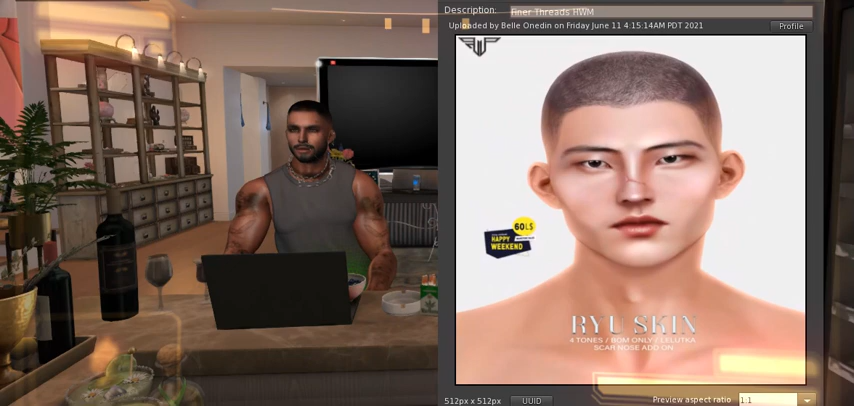 Description: Finer Threads HWM
Uploaded by Belle Onedin on Friday June 11 4:15:14AM PDT 2021
Profile
60L$
HAPPY
WEEKEND
RYU SKIN
4 TONES / BOM ONLY / LELUTKA
SCAR NOSE ADD ON
512px x 512px UUID Preview aspect ratio 1:1